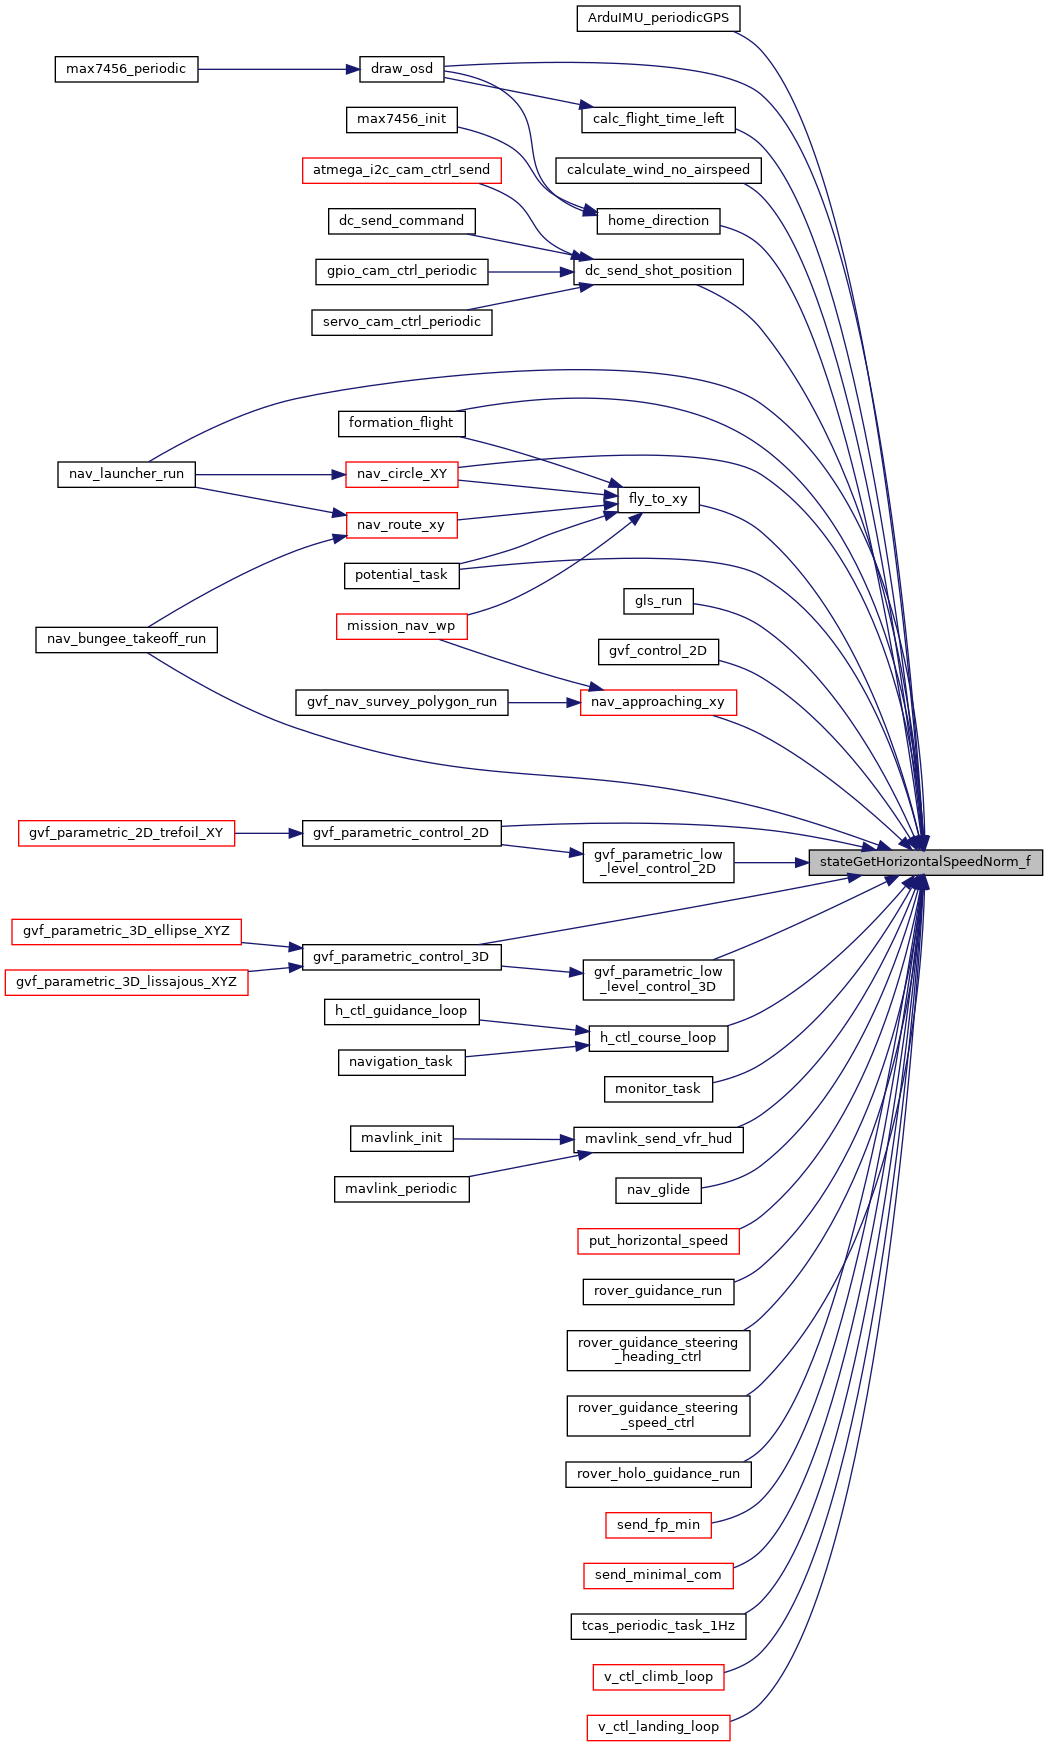 ArduIMU_periodicGPS
max7456_periodic
draw_osd
max7456_init
calc_flight_time_left
atmega_i2c_cam_ctrl_send
calculate_wind_no_airspeed
dc_send_command
home_direction
gpio_cam_ctrl_periodic
dc_send_shot_position
servo_cam_ctrl_periodic
formation_flight
nav_launcher_run
nav_circle_XY
fly_to_xy
nav_route_xy
potential_task
gls_run
mission_nav_wp
nav_bungee_takeoff_run
gvf_control_2D
gvf_nav_survey_polygon_run
nav_approaching_xy
gvf_parametric_2D_trefoil_XY
gvf_parametric_control_2D
gvf_parametric_low
_level_control_2D
stateGetHorizontalSpeedNorm_f
gvf_parametric_3D_ellipse_XYZ
gvf_parametric_control_3D
gvf_parametric_3D_lissajous_XYZ
gvf_parametric_low
_level_control_3D
h_ctl_guidance_loop
h_ctl_course_loop
navigation_task
monitor_task
mavlink_init
mavlink_send_vfr_hud
mavlink_periodic
nav_glide
put_horizontal_speed
rover_guidance_run
rover_guidance_steering
_heading_ctrl
rover_guidance_steering
_speed_ctrl
rover_holo_guidance_run
send_fp_min
send_minimal_com
tcas_periodic_task_1Hz
v_ctl_climb_loop
v_ctl_landing_loop